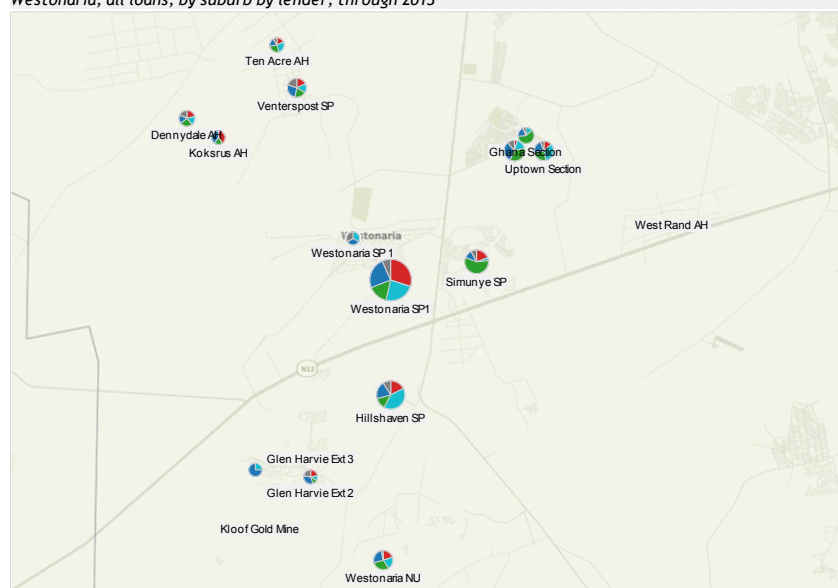 Westonaria, all loans, by suburb by lender, through 2013
Ten Acre AH
Venterspost SP
Dennydale AH
Koksrus AH
Ghana Section
Uptown Section
West Rand AH
Westonaria
Westonaria SP 1
Simunye SP
Westonaria SP1
N12
Hillshaven SP
Glen Harvie Ext 3
Glen Harvie Ext 2
Kloof Gold Mine
Westonaria NU